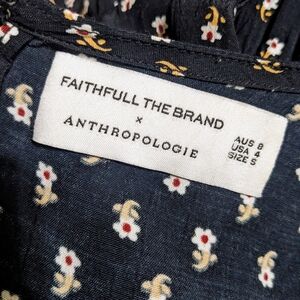 FAITHFULL THE BRAND
×
ANTHROPOLOGIE
AUS 8
USA 4
SIZE S